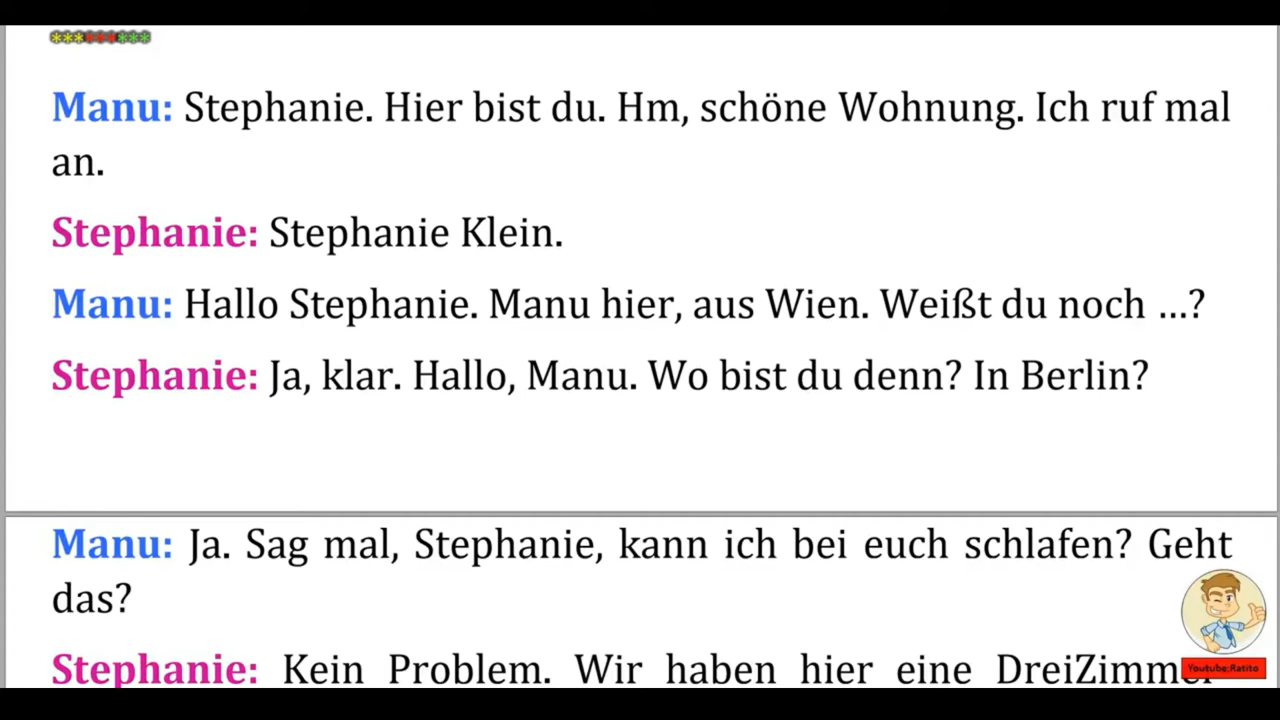 *********
Manu: Stephanie. Hier bist du. Hm, schöne Wohnung. Ich ruf mal
an.
Stephanie: Stephanie Klein.
Manu: Hallo Stephanie. Manu hier, aus Wien. Weißt du noch ...?
Stephanie: Ja, klar. Hallo, Manu. Wo bist du denn? In Berlin?
Manu: Ja. Sag mal, Stephanie, kann ich bei euch schlafen? Geht
das?
Stephanie: Kein Problem. Wir haben hier eine DreiZimmer
Youtube:Ratito